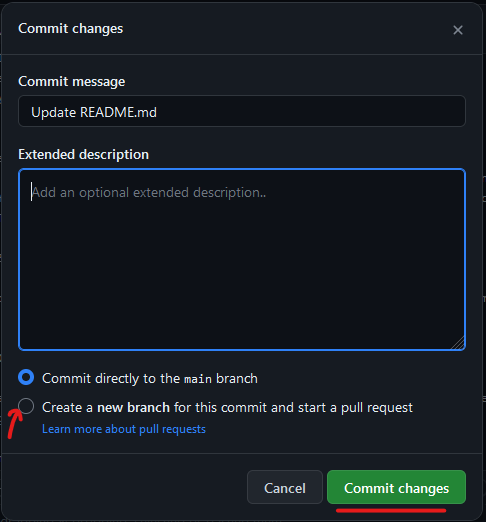 Commit changes
Commit message
Update README.md
Extended description
Add an optional extended description..
Commit directly to the main branch
Create a new branch for this commit and start a pull request
Learn more about pull requests
Cancel
Commit changes